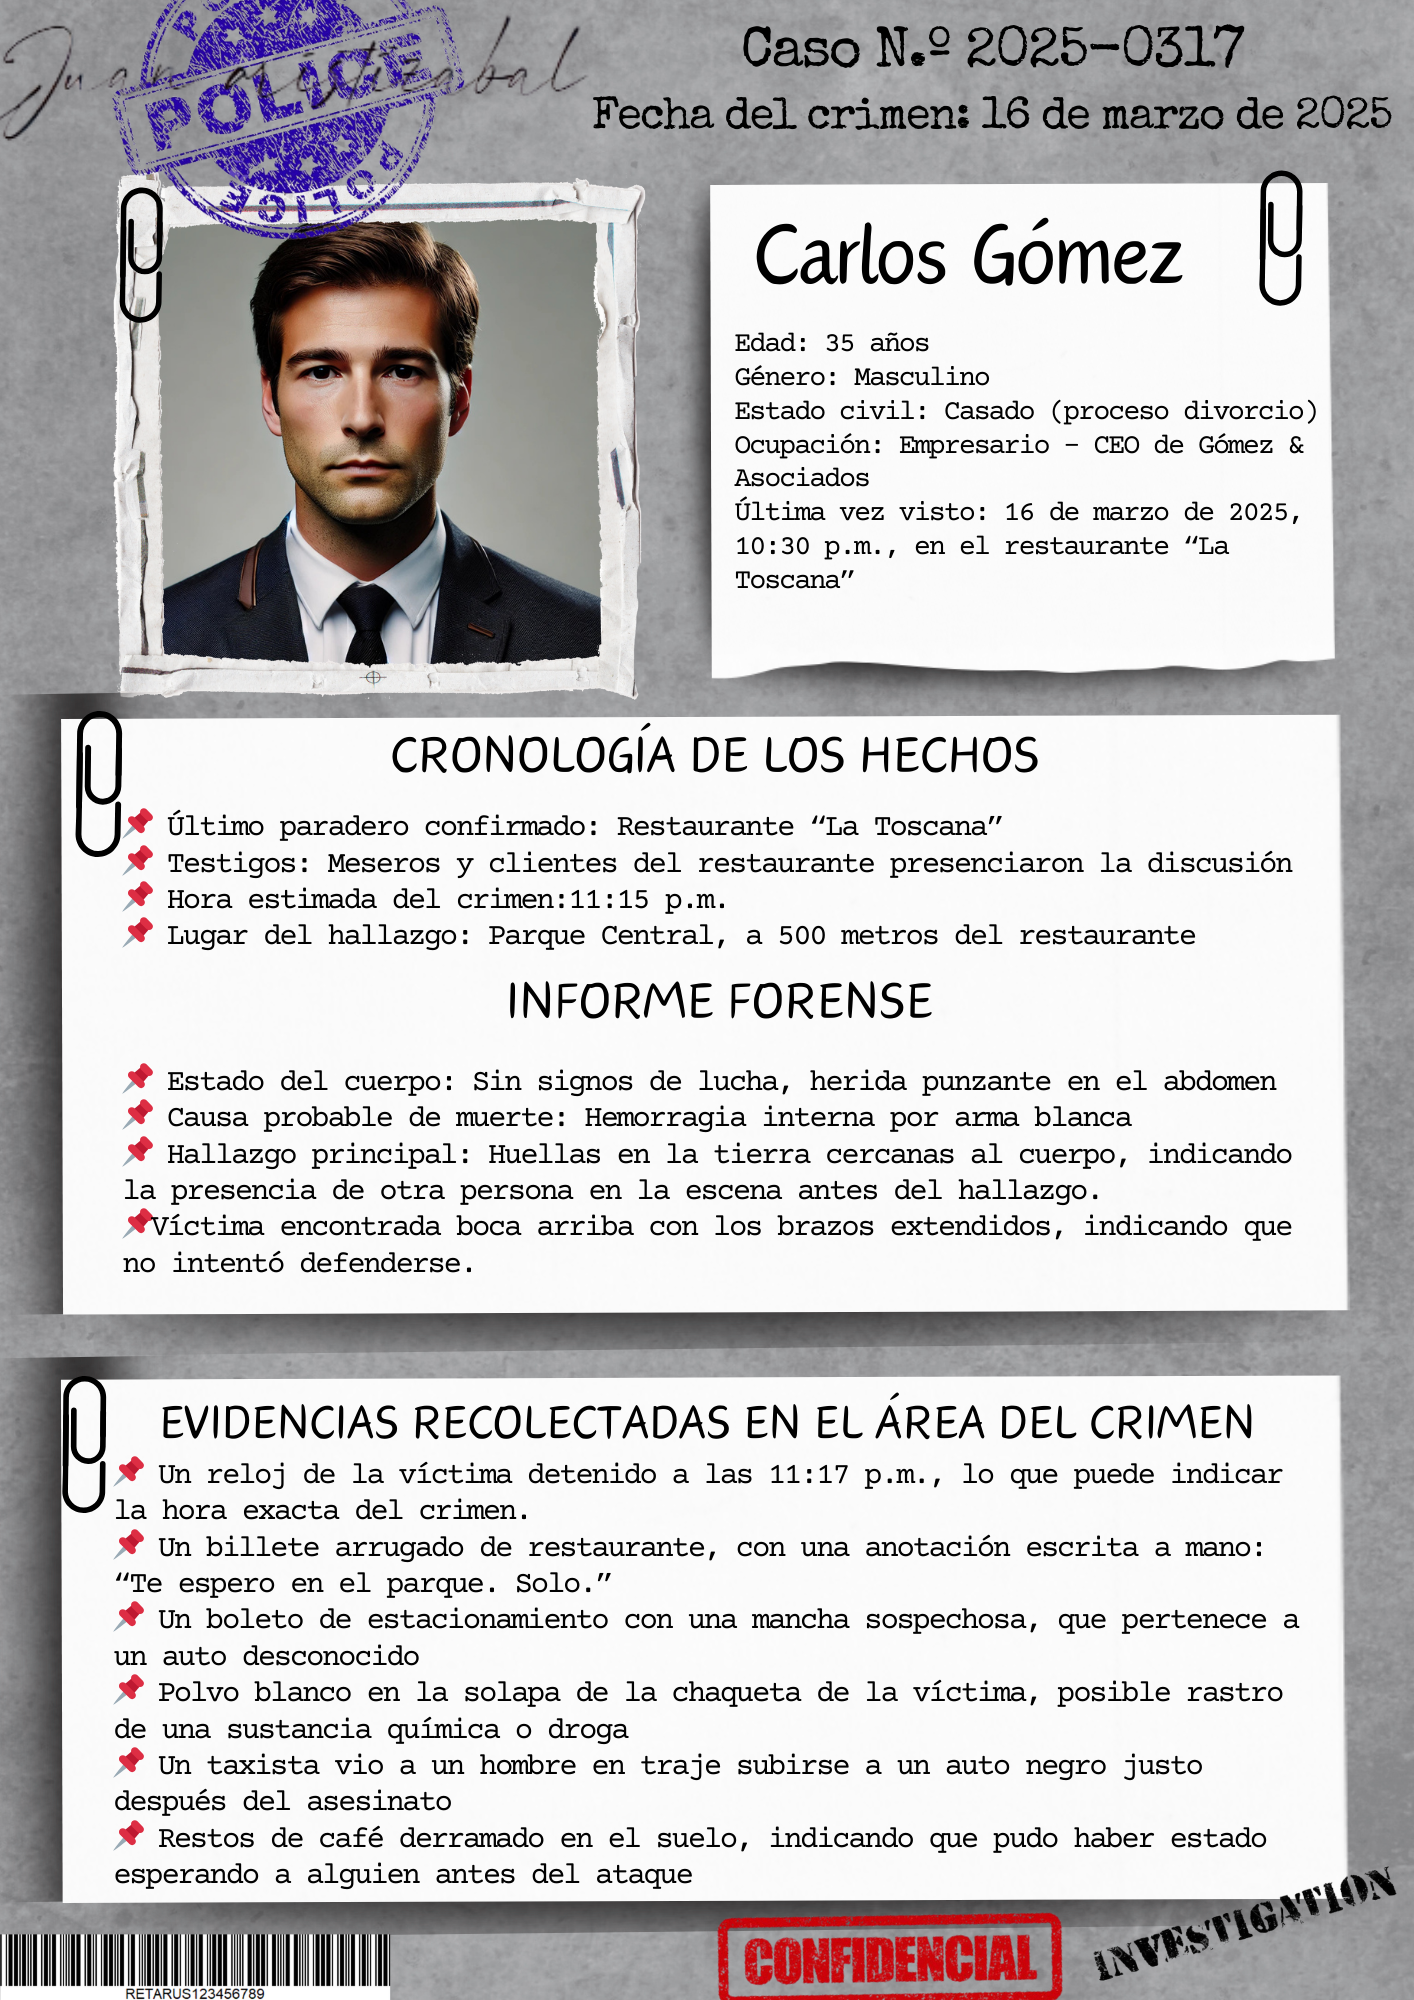 Juan aristizabal
POLICE
POLICE
Caso N.º 2025-0317
Fecha del crimen: 16 de marzo de 2025
Carlos Gómez
Edad: 35 años
Género: Masculino
Estado civil: Casado (proceso divorcio)
Ocupación: Empresario - CEO de Gómez &
Asociados
Última vez visto: 16 de marzo de 2025,
10:30 p.m., en el restaurante “La
Toscana”
CRONOLOGÍA DE LOS HECHOS
📌 Último paradero confirmado: Restaurante “La Toscana”
📌 Testigos: Meseros y clientes del restaurante presenciaron la discusión
📌 Hora estimada del crimen:11:15 p.m.
📌 Lugar del hallazgo: Parque Central, a 500 metros del restaurante
INFORME FORENSE
📌 Estado del cuerpo: Sin signos de lucha, herida punzante en el abdomen
📌 Causa probable de muerte: Hemorragia interna por arma blanca
📌 Hallazgo principal: Huellas en la tierra cercanas al cuerpo, indicando
la presencia de otra persona en la escena antes del hallazgo.
📌Víctima encontrada boca arriba con los brazos extendidos, indicando que
no intentó defenderse.
EVIDENCIAS RECOLECTADAS EN EL ÁREA DEL CRIMEN
📌 Un reloj de la víctima detenido a las 11:17 p.m., lo que puede indicar
la hora exacta del crimen.
📌 Un billete arrugado de restaurante, con una anotación escrita a mano:
“Te espero en el parque. Solo.”
📌 Un boleto de estacionamiento con una mancha sospechosa, que pertenece a
un auto desconocido
📌 Polvo blanco en la solapa de la chaqueta de la víctima, posible rastro
de una sustancia química o droga
📌 Un taxista vio a un hombre en traje subirse a un auto negro justo
después del asesinato
📌 Restos de café derramado en el suelo, indicando que pudo haber estado
esperando a alguien antes del ataque
RETARUS123456789
CONFIDENCIAL
INVESTIGATION